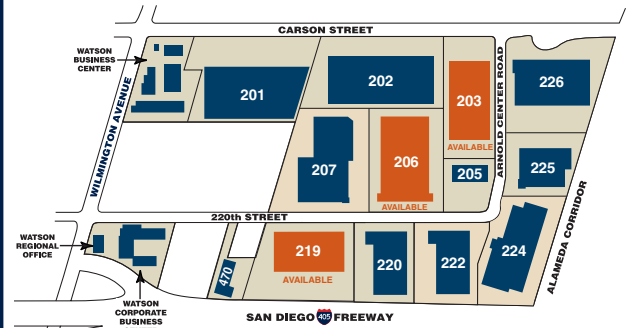 CARSON STREET
WATSON
BUSINESS
CENTER
WILMINGTON AVENUE
201
202
203
AVAILABLE
ARNOLD CENTER ROAD
226
207
206
AVAILABLE
205
225
220th STREET
ALAMEDA CORRIDOR
WATSON
REGIONAL
OFFICE
470
219
AVAILABLE
220
222
224
WATSON
CORPORATE
BUSINESS
SAN DIEGO 405 FREEWAY